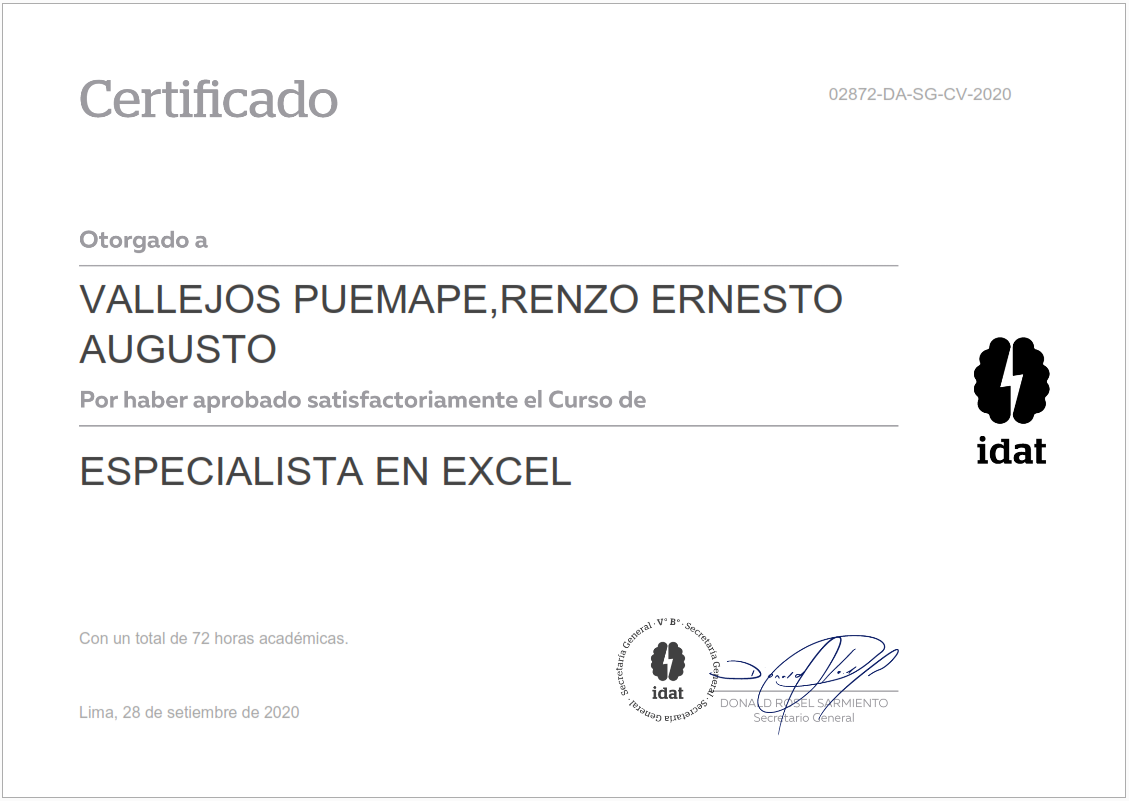 Certificado
02872-DA-SG-CV-2020
Otorgado a
VALLEJOS PUEMAPE,RENZO ERNESTO
AUGUSTO
Por haber aprobado satisfactoriamente el Curso de
ESPECIALISTA EN EXCEL
idat
Con un total de 72 horas académicas.
Lima, 28 de setiembre de 2020
· V° B° · Secretaría General · Secretaría General · Secretaría General
idat
DONALD ROSEL SARMIENTO
Secretario General